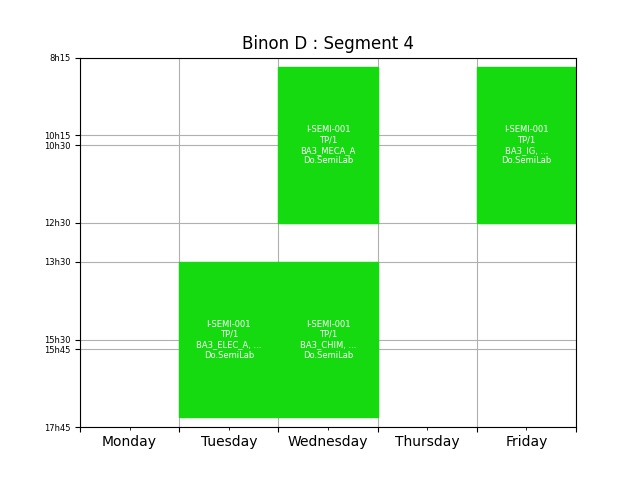 Binon D : Segment 4
8h15
10h15
10h30
12h30
13h30
15h30
15h45
17h45
I-SEMI-001
TP/1
BA3_MECA_A
Do.SemiLab
I-SEMI-001
TP/1
BA3_IG, ...
Do.SemiLab
I-SEMI-001
TP/1
BA3_ELEC_A, ...
Do.SemiLab
I-SEMI-001
TP/1
BA3_CHIM, ...
Do.SemiLab
Monday
Tuesday
Wednesday
Thursday
Friday